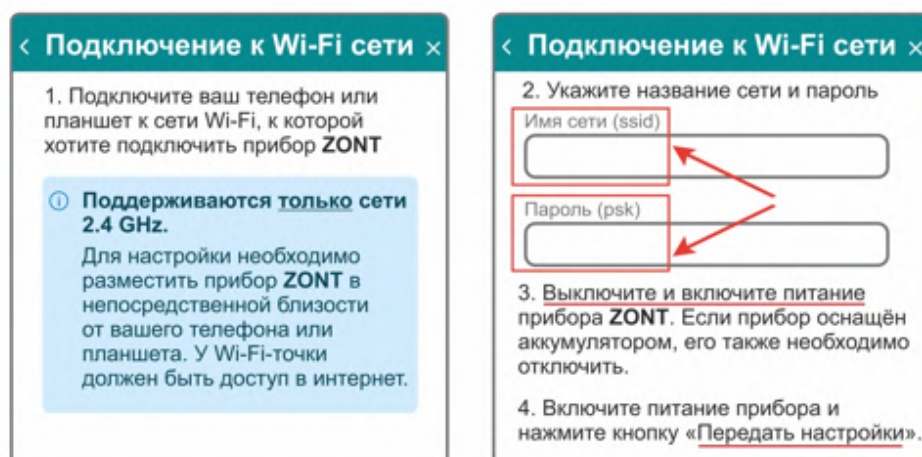 < Подключение к Wi-Fi сети ×
1. Подключите ваш телефон или
планшет к сети Wi-Fi, к которой
хотите подключить прибор ZONT
Поддерживаются только сети
2.4 GHz.
Для настройки необходимо
разместить прибор ZONT в
непосредственной близости
от вашего телефона или
планшета. У Wi-Fi-точки
должен быть доступ в интернет.
< Подключение к Wi-Fi сети ×
2. Укажите название сети и пароль
Имя сети (ssid)
Пароль (psk)
3. Выключите и включите питание
прибора ZONT. Если прибор оснащён
аккумулятором, его также необходимо
отключить.
4. Включите питание прибора и
нажмите кнопку «Передать настройки».